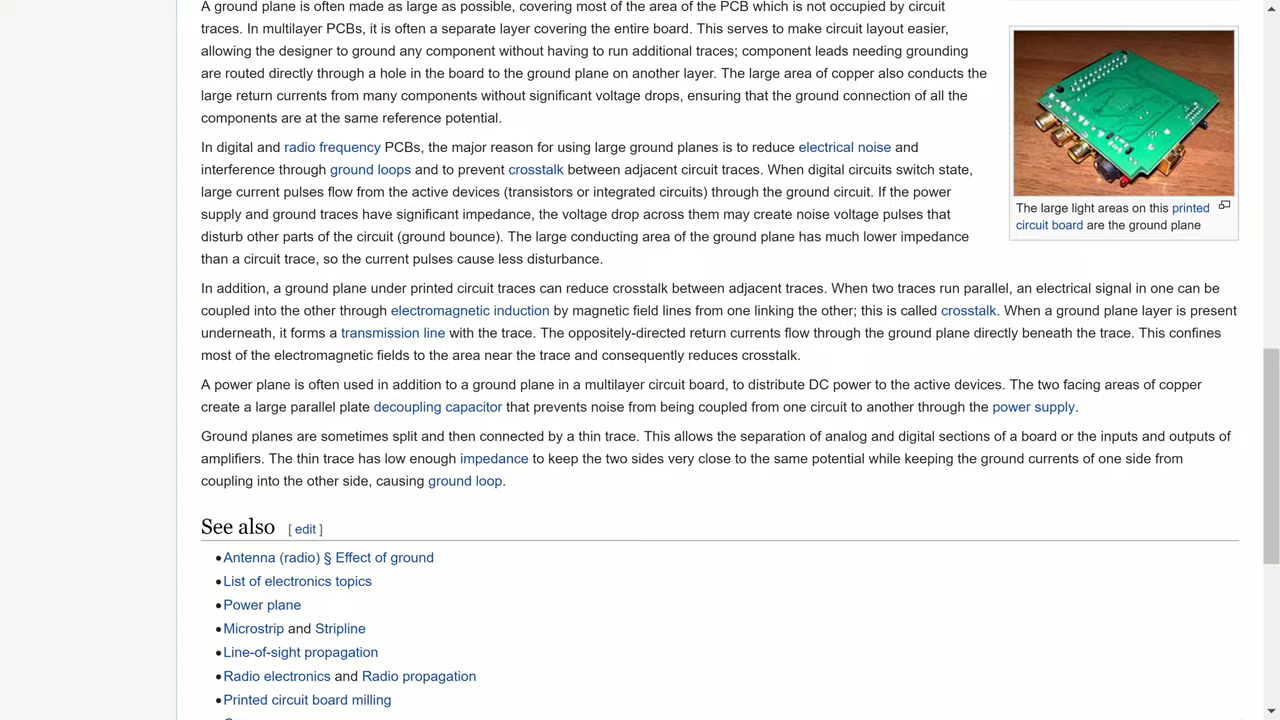 A ground plane is often made as large as possible, covering most of the area of the PCB which is not occupied by circuit
traces. In multilayer PCBs, it is often a separate layer covering the entire board. This serves to make circuit layout easier,
allowing the designer to ground any component without having to run additional traces; component leads needing grounding
are routed directly through a hole in the board to the ground plane on another layer. The large area of copper also conducts the
large return currents from many components without significant voltage drops, ensuring that the ground connection of all the
components are at the same reference potential.
In digital and radio frequency PCBs, the major reason for using large ground planes is to reduce electrical noise and
interference through ground loops and to prevent crosstalk between adjacent circuit traces. When digital circuits switch state,
large current pulses flow from the active devices (transistors or integrated circuits) through the ground circuit. If the power
supply and ground traces have significant impedance, the voltage drop across them may create noise voltage pulses that
disturb other parts of the circuit (ground bounce). The large conducting area of the ground plane has much lower impedance
than a circuit trace, so the current pulses cause less disturbance.
The large light areas on this printed
circuit board are the ground plane
In addition, a ground plane under printed circuit traces can reduce crosstalk between adjacent traces. When two traces run parallel, an electrical signal in one can be
coupled into the other through electromagnetic induction by magnetic field lines from one linking the other; this is called crosstalk. When a ground plane layer is present
underneath, it forms a transmission line with the trace. The oppositely-directed return currents flow through the ground plane directly beneath the trace. This confines
most of the electromagnetic fields to the area near the trace and consequently reduces crosstalk.
A power plane is often used in addition to a ground plane in a multilayer circuit board, to distribute DC power to the active devices. The two facing areas of copper
create a large parallel plate decoupling capacitor that prevents noise from being coupled from one circuit to another through the power supply.
Ground planes are sometimes split and then connected by a thin trace. This allows the separation of analog and digital sections of a board or the inputs and outputs of
amplifiers. The thin trace has low enough impedance to keep the two sides very close to the same potential while keeping the ground currents of one side from
coupling into the other side, causing ground loop.
See also [ edit ]
• Antenna (radio) § Effect of ground
• List of electronics topics
• Power plane
• Microstrip and Stripline
• Line-of-sight propagation
• Radio electronics and Radio propagation
• Printed circuit board milling